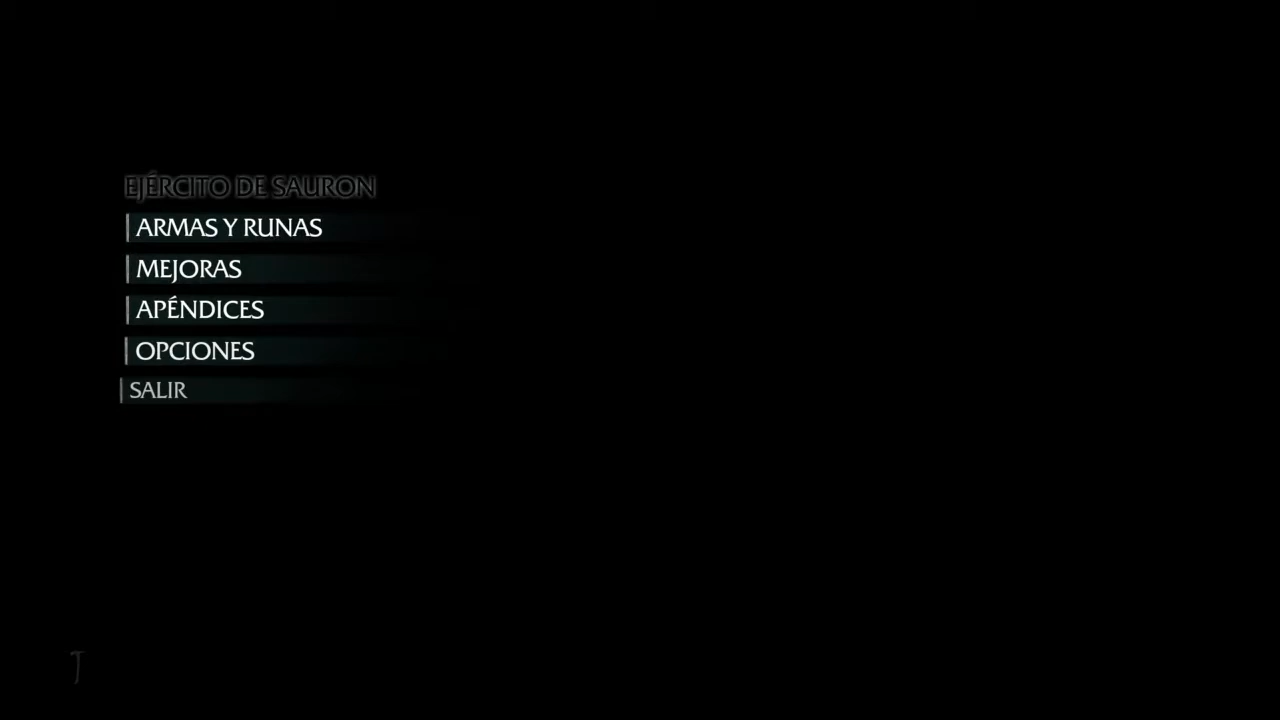 EJÉRCITO DE SAURON
ARMAS Y RUNAS
MEJORAS
APÉNDICES
OPCIONES
SALIR